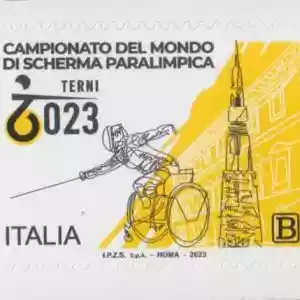 CAMPIONATO DEL MONDO
DI SCHERMA PARALIMPICA
TERNI
2023
ITALIA
B
I.P.Z.S. S.p.A. - ROMA - 2023